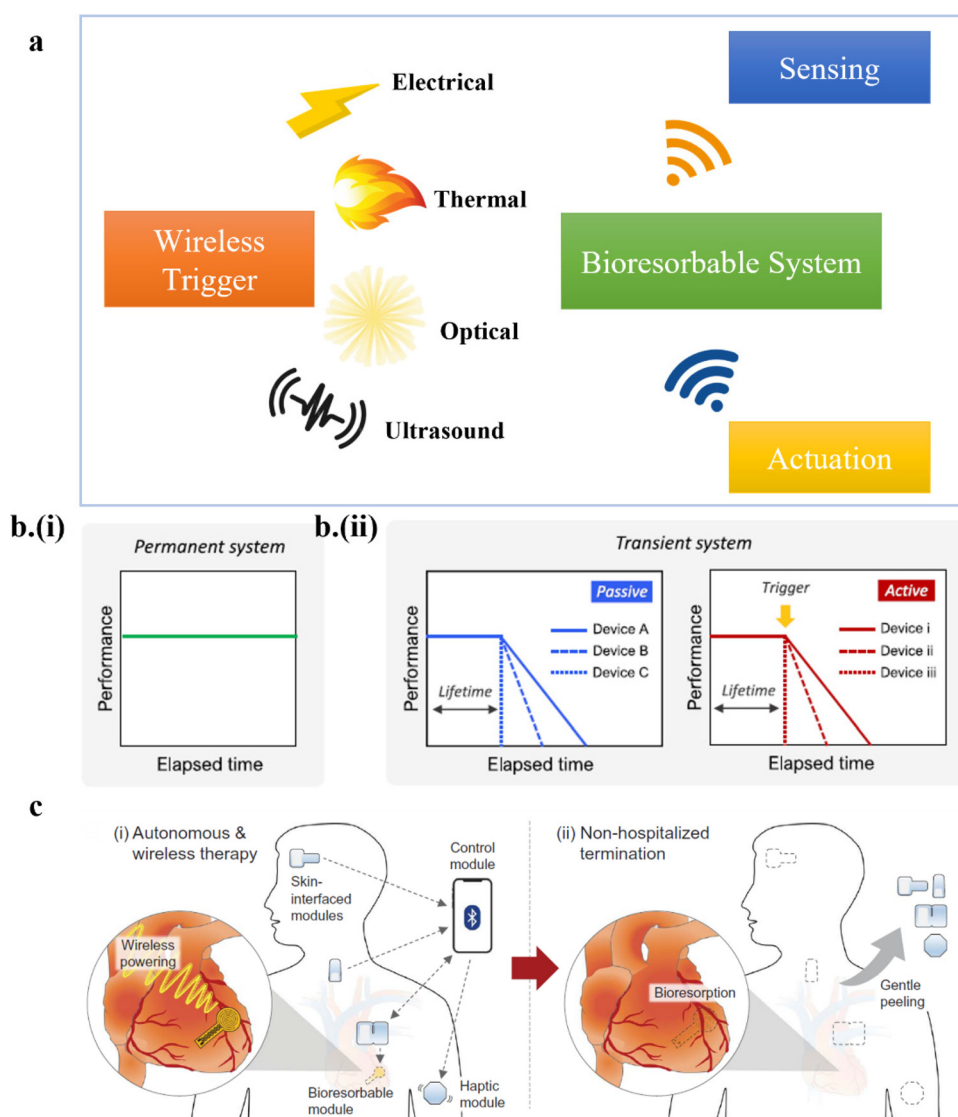 a
Electrical
Sensing
Thermal
Wireless
Trigger
Bioresorbable System
Optical
Ultrasound
Actuation
b.(i)
Permanent system
Performance
Elapsed time
b.(ii)
Transient system
Passive
Device A
Device B
Device C
Lifetime
Performance
Elapsed time
Trigger
Active
Device i
Device ii
Device iii
Lifetime
Performance
Elapsed time
c
(i) Autonomous &
wireless therapy
Skin-
interfaced
modules
Control
module
Wireless
powering
Bioresorbable
module
Haptic
module
(ii) Non-hospitalized
termination
Bioresorption
Gentle
peeling